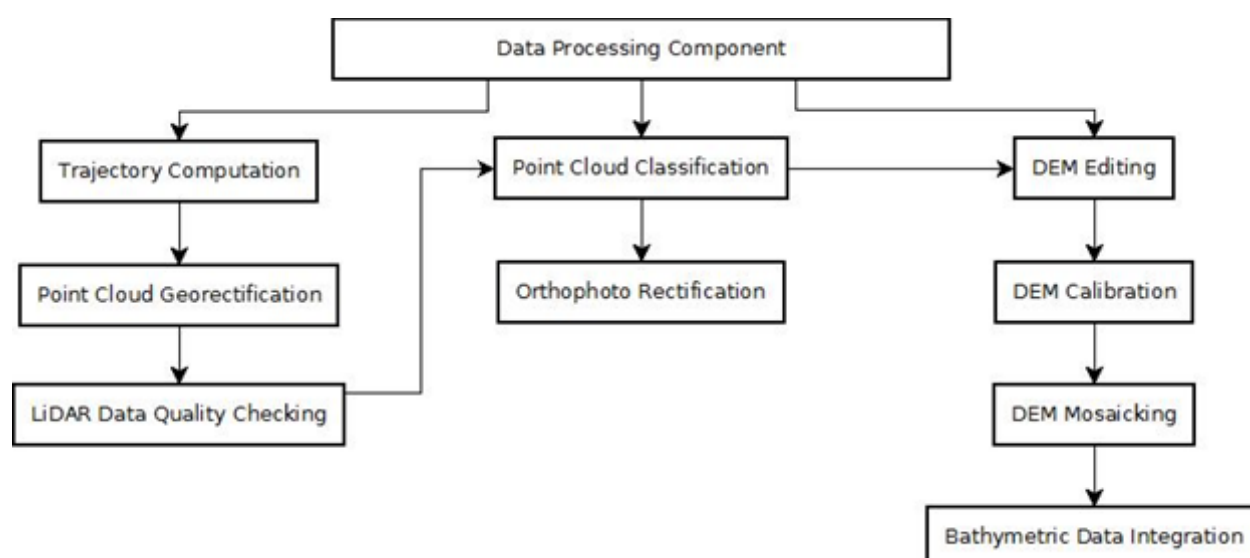 Data Processing Component
Trajectory Computation
Point Cloud Classification
DEM Editing
Point Cloud Georectification
Orthophoto Rectification
DEM Calibration
LiDAR Data Quality Checking
DEM Mosaicking
Bathymetric Data Integration